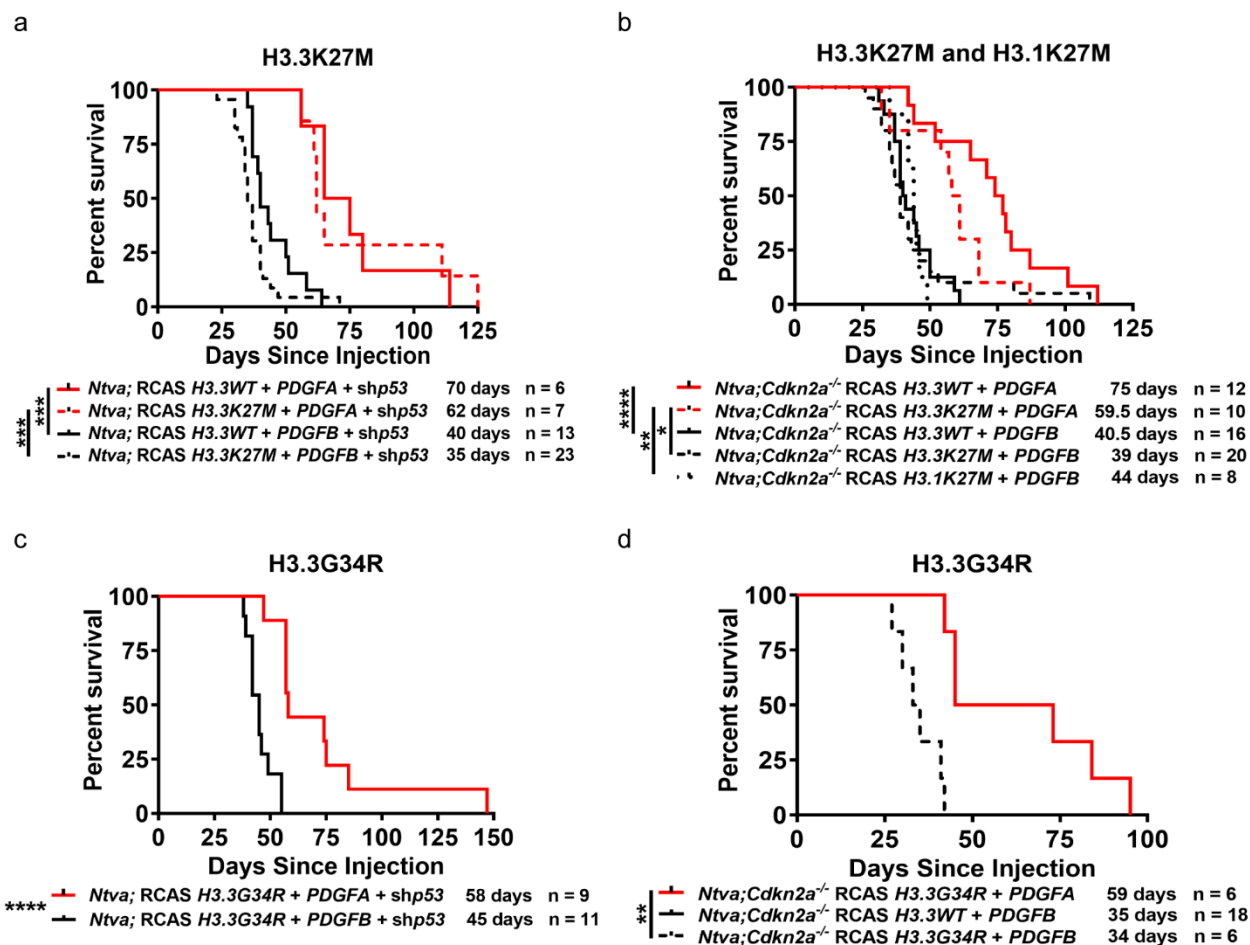 a
H3.3K27M
Percent survival
100
75
50
25
0
0 25 50 75 100 125
Days Since Injection
*** ***
Ntva; RCAS H3.3WT + PDGFA + shp53 70 days n = 6
Ntva; RCAS H3.3K27M + PDGFA + shp53 62 days n = 7
Ntva; RCAS H3.3WT + PDGFB + shp53 40 days n = 13
Ntva; RCAS H3.3K27M + PDGFB + shp53 35 days n = 23
b
H3.3K27M and H3.1K27M
Percent survival
100
75
50
25
0
0 25 50 75 100 125
Days Since Injection
**** ** *
Ntva;Cdkn2a-/- RCAS H3.3WT + PDGFA 75 days n = 12
Ntva;Cdkn2a-/- RCAS H3.3K27M + PDGFA 59.5 days n = 10
Ntva;Cdkn2a-/- RCAS H3.3WT + PDGFB 40.5 days n = 16
Ntva;Cdkn2a-/- RCAS H3.3K27M + PDGFB 39 days n = 20
Ntva;Cdkn2a-/- RCAS H3.1K27M + PDGFB 44 days n = 8
c
H3.3G34R
Percent survival
100
75
50
25
0
0 25 50 75 100 125 150
Days Since Injection
****
Ntva; RCAS H3.3G34R + PDGFA + shp53 58 days n = 9
Ntva; RCAS H3.3G34R + PDGFB + shp53 45 days n = 11
d
H3.3G34R
Percent survival
100
75
50
25
0
0 25 50 75 100
Days Since Injection
**
Ntva;Cdkn2a-/- RCAS H3.3G34R + PDGFA 59 days n = 6
Ntva;Cdkn2a-/- RCAS H3.3WT + PDGFB 35 days n = 18
Ntva;Cdkn2a-/- RCAS H3.3G34R + PDGFB 34 days n = 6